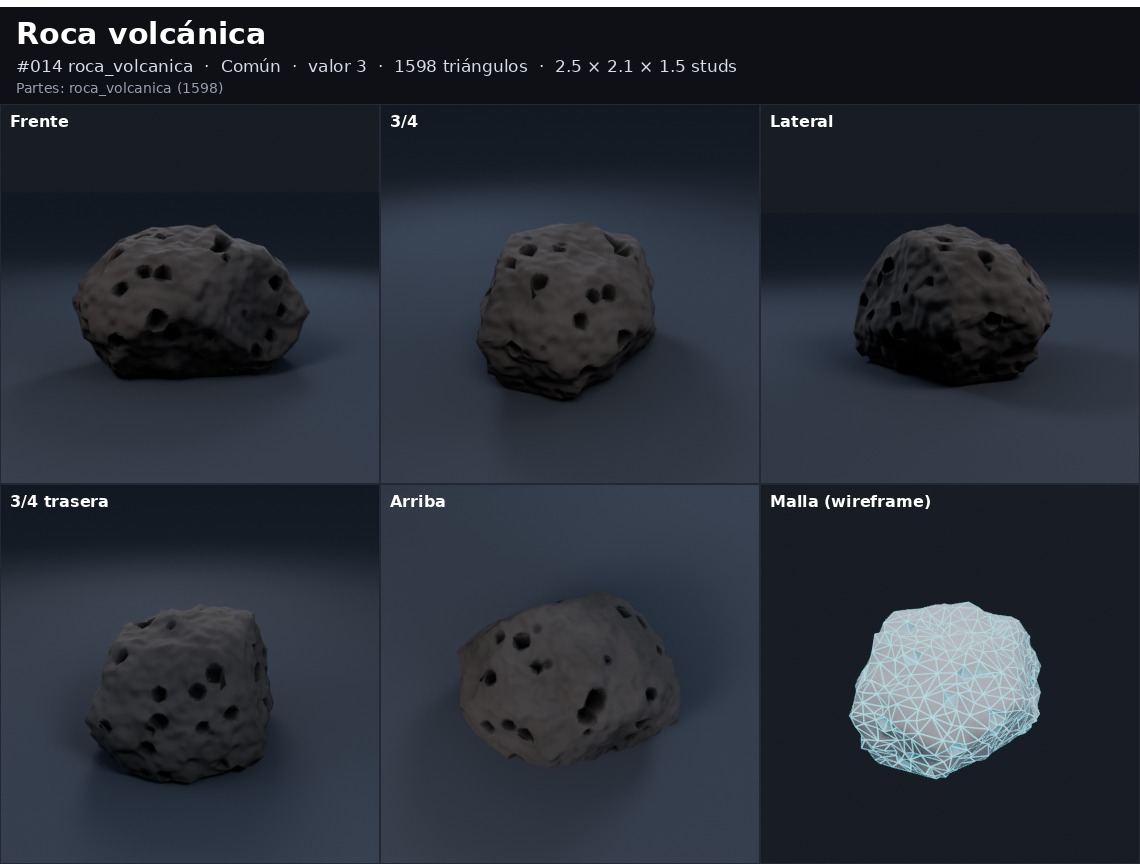 Roca volcánica
#014 roca_volcanica · Común · valor 3 · 1598 triángulos · 2.5 × 2.1 × 1.5 studs
Partes: roca_volcanica (1598)
Frente
3/4
Lateral
3/4 trasera
Arriba
Malla (wireframe)